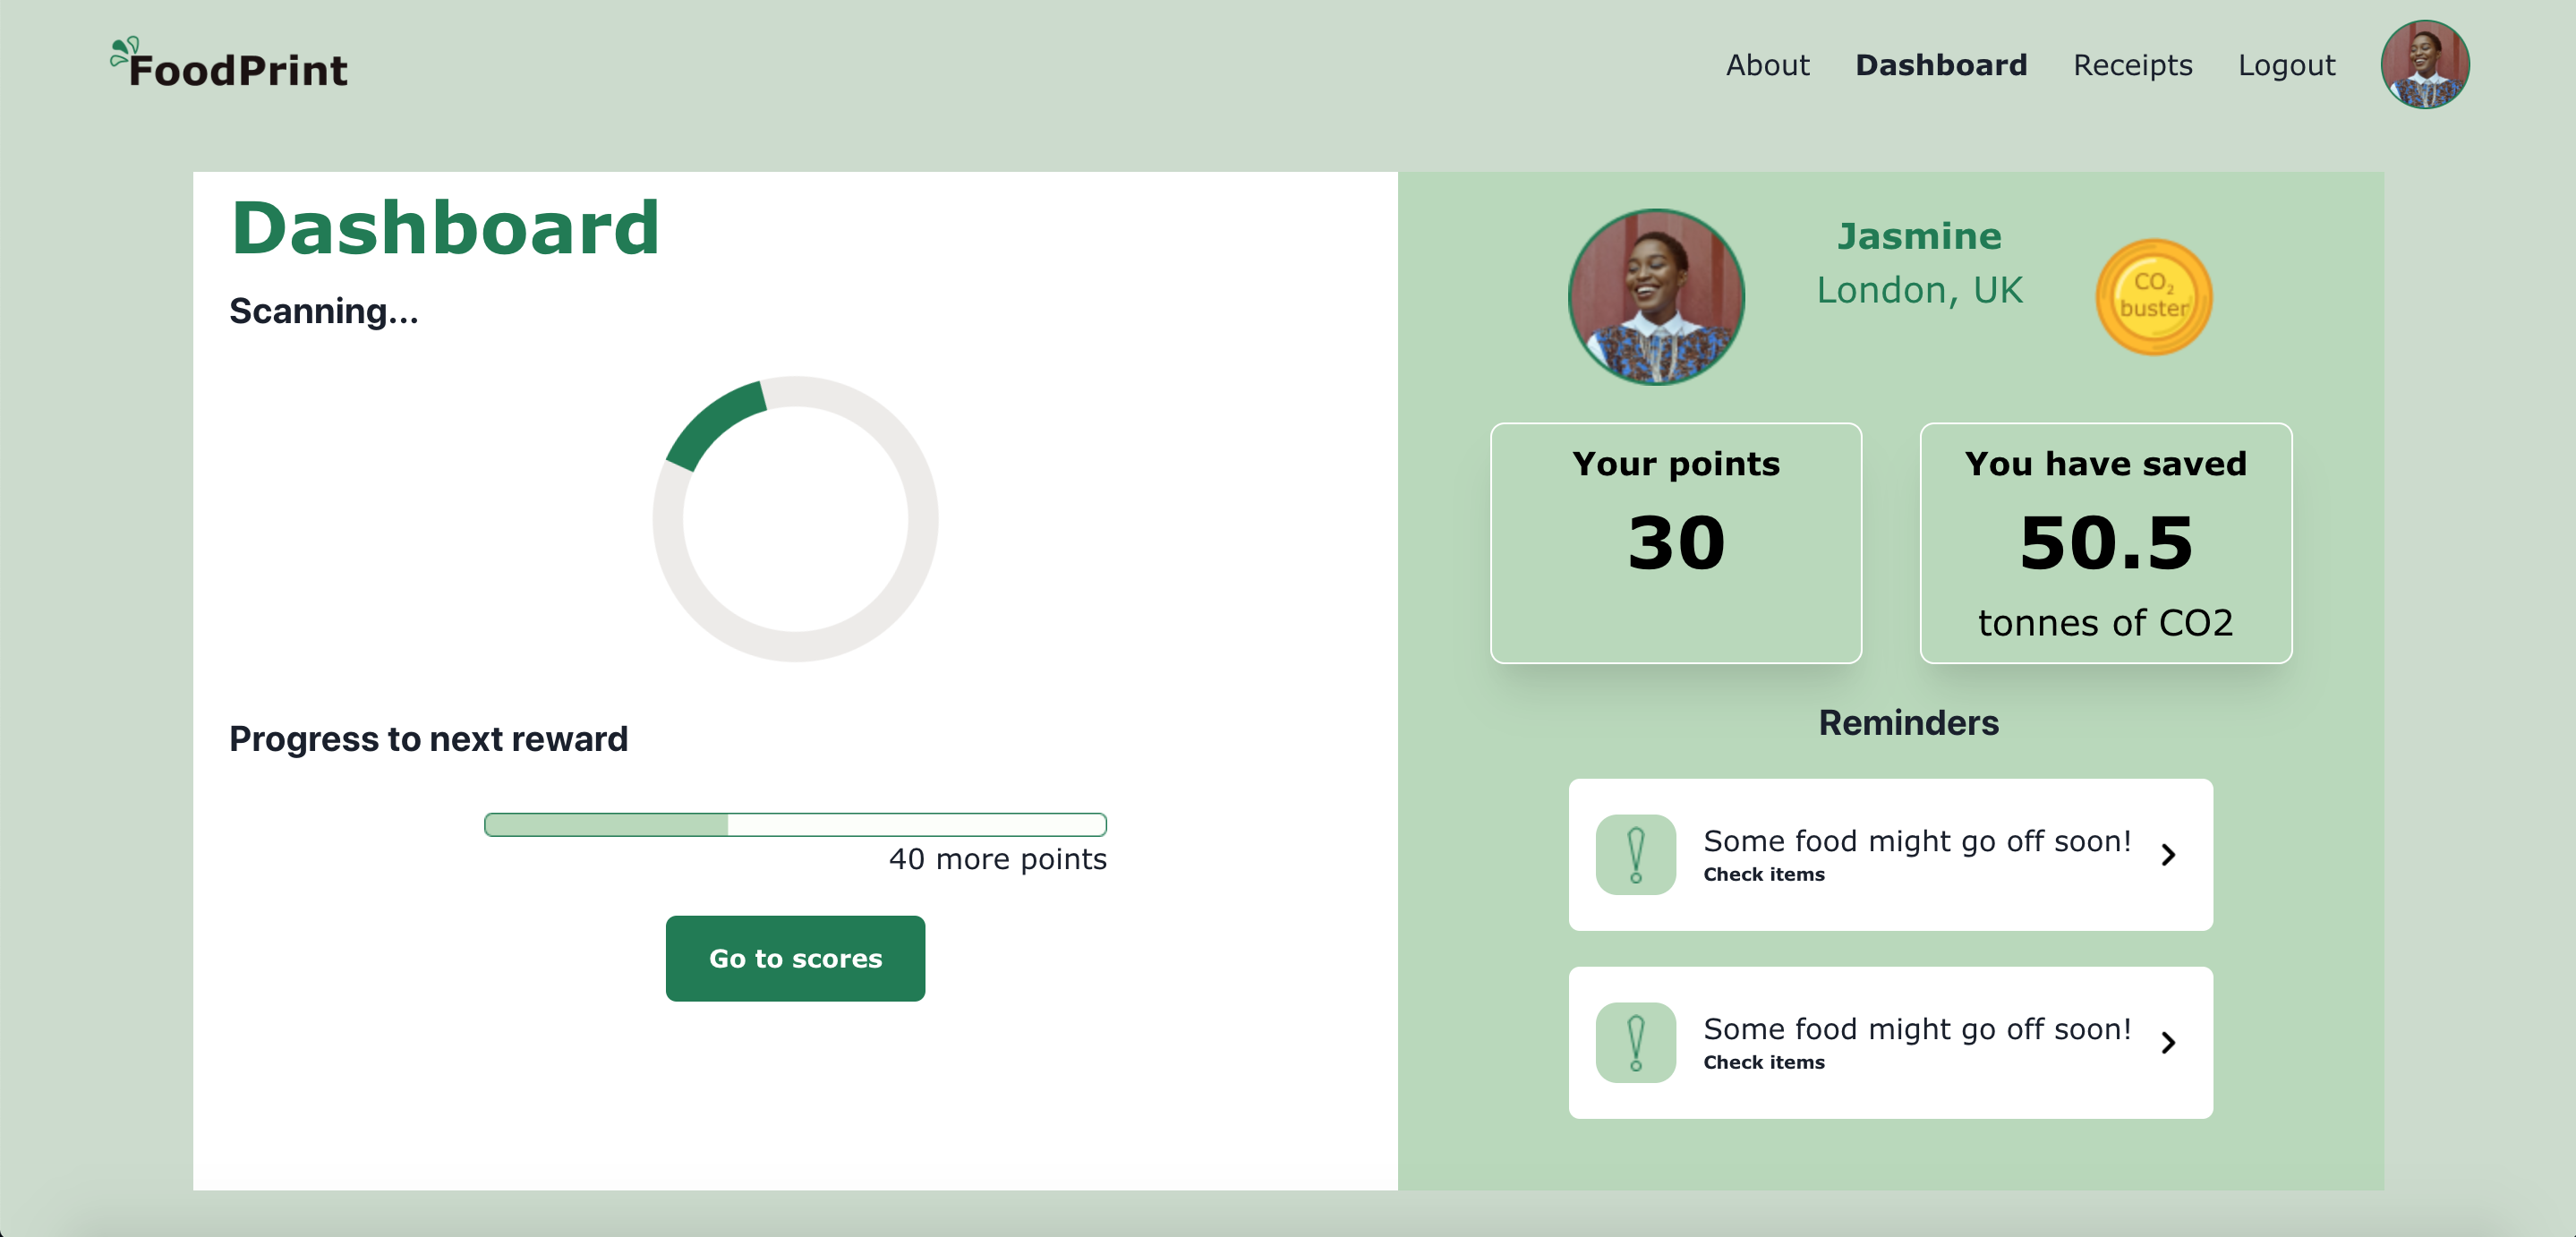 FoodPrint
About
Dashboard
Receipts
Logout
Dashboard
Scanning...
Progress to next reward
40 more points
Go to scores
Jasmine
London, UK
CO₂
buster
Your points
30
You have saved
50.5
tonnes of CO2
Reminders
Some food might go off soon!
Check items
Some food might go off soon!
Check items